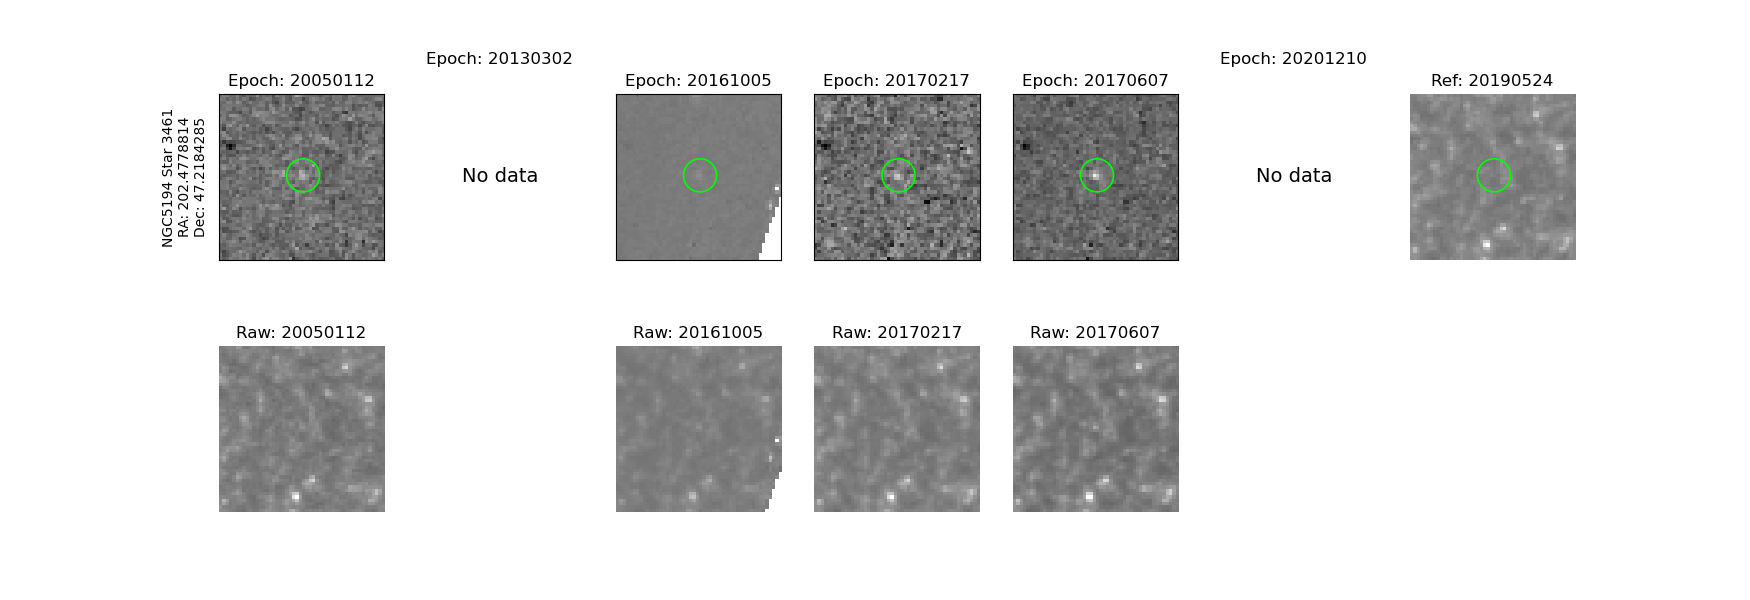 Epoch: 20130302
Epoch: 20201210
Epoch: 20050112
Epoch: 20161005
Epoch: 20170217
Epoch: 20170607
Ref: 20190524
NGC5194 Star 3461
RA: 202.4778814
Dec: 47.2184285
No data
No data
Raw: 20050112
Raw: 20161005
Raw: 20170217
Raw: 20170607